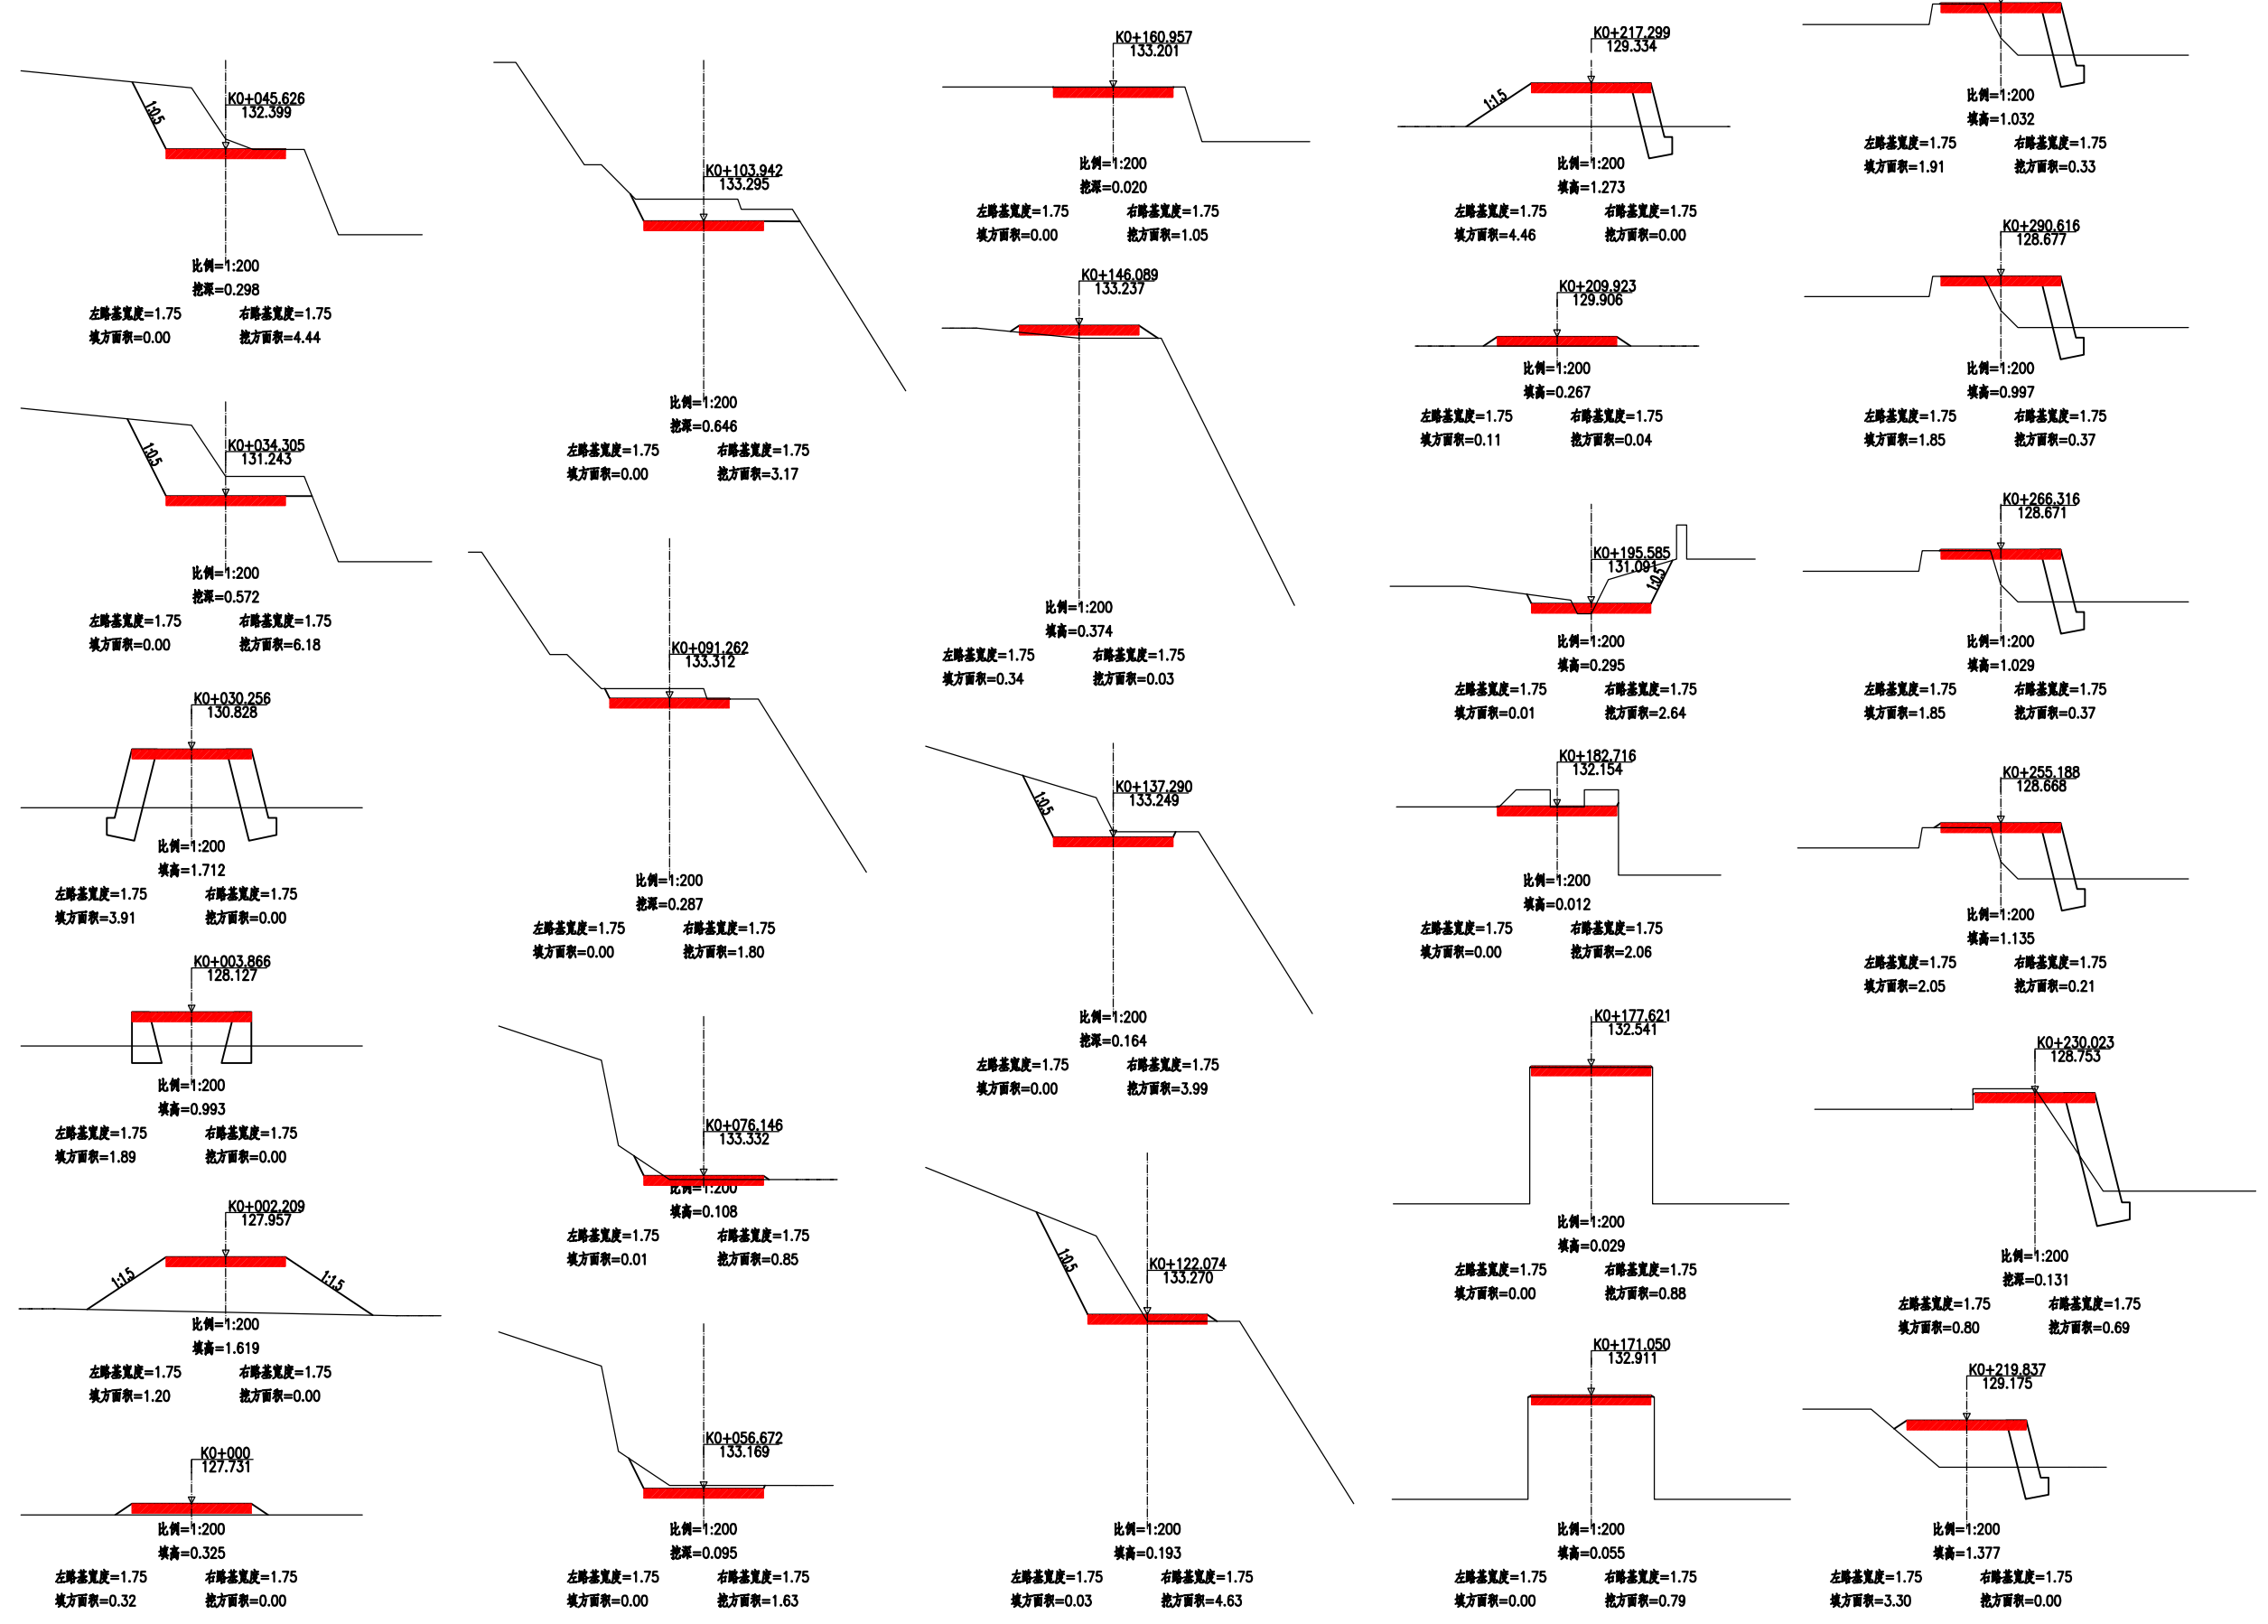 K0+045.626
132.399
1:0.5
比例=1:200
挖深=0.298
左路基宽度=1.75 右路基宽度=1.75
填方面积=0.00 挖方面积=4.44
K0+034.305
131.243
1:0.5
比例=1:200
挖深=0.572
左路基宽度=1.75 右路基宽度=1.75
填方面积=0.00 挖方面积=6.18
K0+030.256
130.828
比例=1:200
填高=1.712
左路基宽度=1.75 右路基宽度=1.75
填方面积=3.91 挖方面积=0.00
K0+003.866
128.127
比例=1:200
填高=0.993
左路基宽度=1.75 右路基宽度=1.75
填方面积=1.89 挖方面积=0.00
K0+002.209
127.957
1:1.5 1:1.5
比例=1:200
填高=1.619
左路基宽度=1.75 右路基宽度=1.75
填方面积=1.20 挖方面积=0.00
K0+000
127.731
比例=1:200
填高=0.325
左路基宽度=1.75 右路基宽度=1.75
填方面积=0.32 挖方面积=0.00
K0+103.942
133.295
比例=1:200
挖深=0.646
左路基宽度=1.75 右路基宽度=1.75
填方面积=0.00 挖方面积=3.17
K0+091.262
133.312
比例=1:200
挖深=0.287
左路基宽度=1.75 右路基宽度=1.75
填方面积=0.00 挖方面积=1.80
K0+076.146
133.332
比例=1:200
填高=0.108
左路基宽度=1.75 右路基宽度=1.75
填方面积=0.01 挖方面积=0.85
K0+056.672
133.169
比例=1:200
挖深=0.095
左路基宽度=1.75 右路基宽度=1.75
填方面积=0.00 挖方面积=1.63
K0+160.957
133.201
比例=1:200
挖深=0.020
左路基宽度=1.75 右路基宽度=1.75
填方面积=0.00 挖方面积=1.05
K0+146.089
133.237
比例=1:200
填高=0.374
左路基宽度=1.75 右路基宽度=1.75
填方面积=0.34 挖方面积=0.03
K0+137.290
133.249
1:0.5
比例=1:200
挖深=0.164
左路基宽度=1.75 右路基宽度=1.75
填方面积=0.00 挖方面积=3.99
K0+122.074
133.270
1:0.5
比例=1:200
填高=0.193
左路基宽度=1.75 右路基宽度=1.75
填方面积=0.03 挖方面积=4.63
K0+217.299
129.334
1:1.5
比例=1:200
填高=1.273
左路基宽度=1.75 右路基宽度=1.75
填方面积=4.46 挖方面积=0.00
K0+209.923
129.906
比例=1:200
填高=0.267
左路基宽度=1.75 右路基宽度=1.75
填方面积=0.11 挖方面积=0.04
K0+195.585
131.091
1:0.5
比例=1:200
填高=0.295
左路基宽度=1.75 右路基宽度=1.75
填方面积=0.01 挖方面积=2.64
K0+182.716
132.154
比例=1:200
填高=0.012
左路基宽度=1.75 右路基宽度=1.75
填方面积=0.00 挖方面积=2.06
K0+177.621
132.541
比例=1:200
填高=0.029
左路基宽度=1.75 右路基宽度=1.75
填方面积=0.00 挖方面积=0.88
K0+171.050
132.911
比例=1:200
填高=0.055
左路基宽度=1.75 右路基宽度=1.75
填方面积=0.00 挖方面积=0.79
比例=1:200
填高=1.032
左路基宽度=1.75 右路基宽度=1.75
填方面积=1.91 挖方面积=0.33
K0+290.616
128.677
比例=1:200
填高=0.997
左路基宽度=1.75 右路基宽度=1.75
填方面积=1.85 挖方面积=0.37
K0+266.316
128.671
比例=1:200
填高=1.029
左路基宽度=1.75 右路基宽度=1.75
填方面积=1.85 挖方面积=0.37
K0+255.188
128.668
比例=1:200
填高=1.135
左路基宽度=1.75 右路基宽度=1.75
填方面积=2.05 挖方面积=0.21
K0+230.023
128.753
比例=1:200
挖深=0.131
左路基宽度=1.75 右路基宽度=1.75
填方面积=0.80 挖方面积=0.69
K0+219.837
129.175
比例=1:200
填高=1.377
左路基宽度=1.75 右路基宽度=1.75
填方面积=3.30 挖方面积=0.00